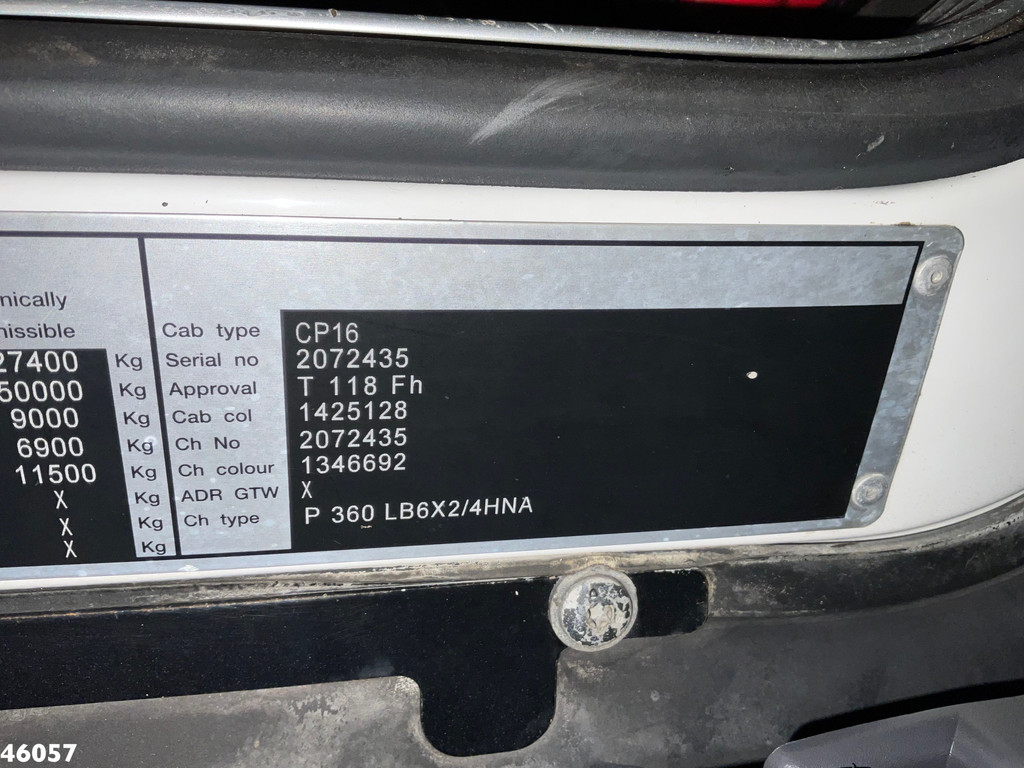 nically
nissible
27400 Kg
50000 Kg
9000 Kg
6900 Kg
11500 Kg
X Kg
X Kg
X Kg
Cab type CP16
Serial no 2072435
Approval T 118 Fh
Cab col 1425128
Ch No 2072435
Ch colour 1346692
ADR GTW X
Ch type P 360 LB6X2/4HNA
46057